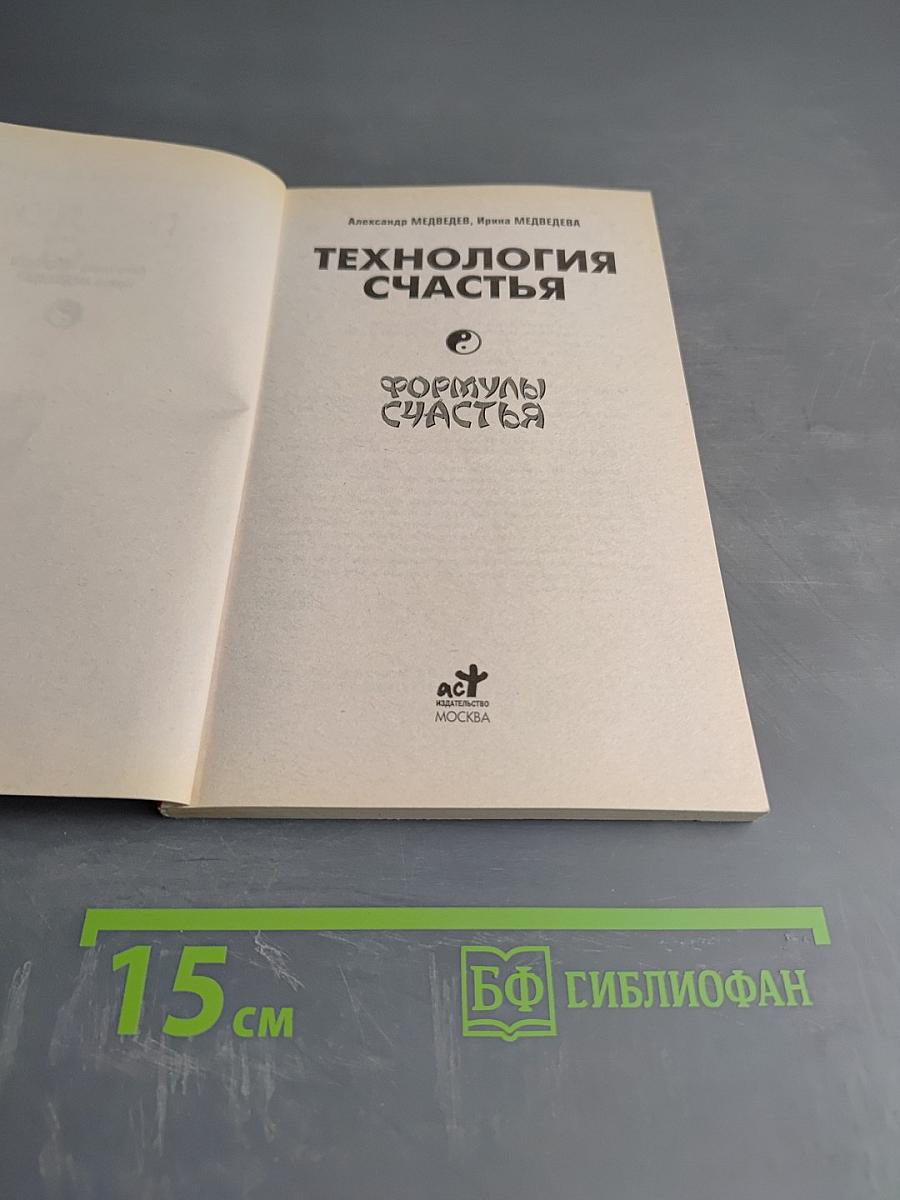 Александр МЕДВЕДЕВ, Ирина МЕДВЕДЕВА
ТЕХНОЛОГИЯ
СЧАСТЬЯ
ФОРМУЛЫ
СЧАСТЬЯ
аст
ИЗДАТЕЛЬСТВО
МОСКВА
15 см
БФ БИБЛИОФАН